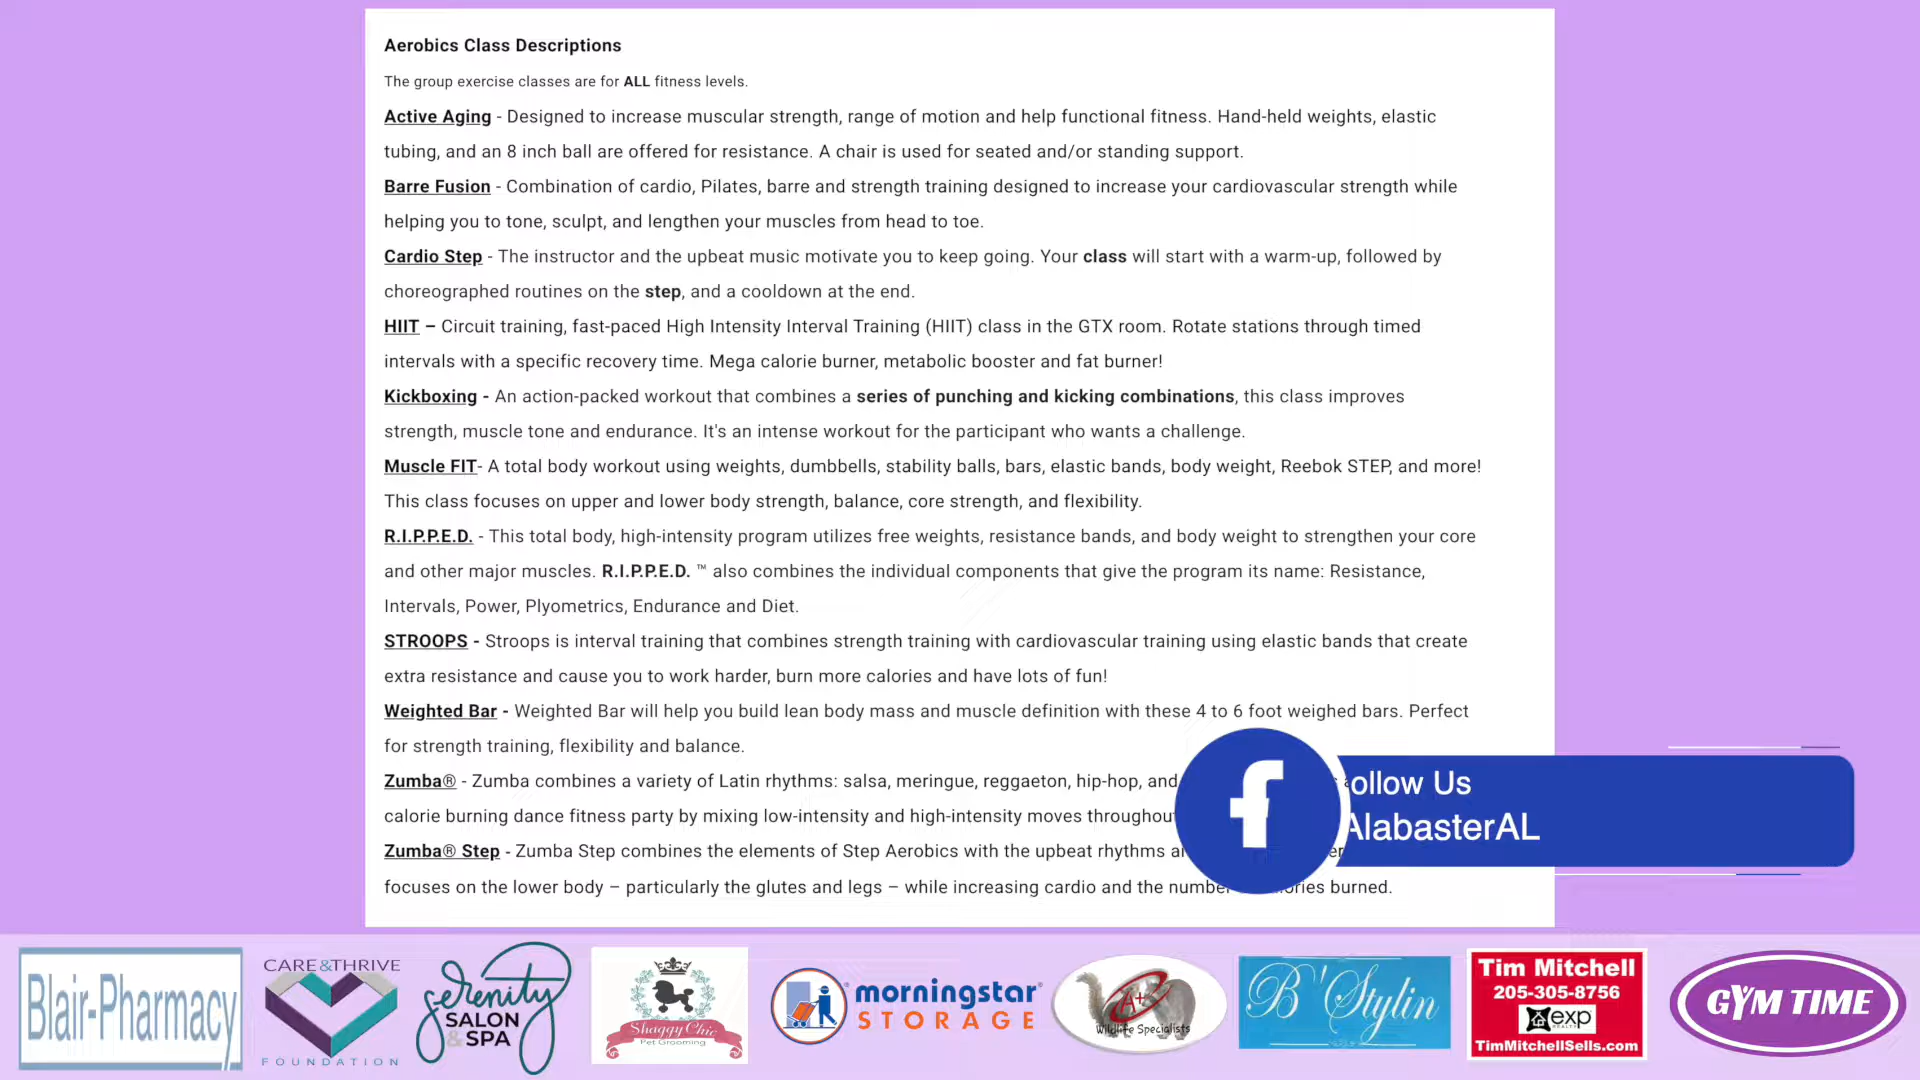 Aerobics Class Descriptions
The group exercise classes are for ALL fitness levels.
Active Aging - Designed to increase muscular strength, range of motion and help functional fitness. Hand-held weights, elastic
tubing, and an 8 inch ball are offered for resistance. A chair is used for seated and/or standing support.
Barre Fusion - Combination of cardio, Pilates, barre and strength training designed to increase your cardiovascular strength while
helping you to tone, sculpt, and lengthen your muscles from head to toe.
Cardio Step - The instructor and the upbeat music motivate you to keep going. Your class will start with a warm-up, followed by
choreographed routines on the step, and a cooldown at the end.
HIIT – Circuit training, fast-paced High Intensity Interval Training (HIIT) class in the GTX room. Rotate stations through timed
intervals with a specific recovery time. Mega calorie burner, metabolic booster and fat burner!
Kickboxing - An action-packed workout that combines a series of punching and kicking combinations, this class improves
strength, muscle tone and endurance. It's an intense workout for the participant who wants a challenge.
Muscle FIT- A total body workout using weights, dumbbells, stability balls, bars, elastic bands, body weight, Reebok STEP, and more!
This class focuses on upper and lower body strength, balance, core strength, and flexibility.
R.I.P.P.E.D. - This total body, high-intensity program utilizes free weights, resistance bands, and body weight to strengthen your core
and other major muscles. R.I.P.P.E.D. ™ also combines the individual components that give the program its name: Resistance,
Intervals, Power, Plyometrics, Endurance and Diet.
STROOPS - Stroops is interval training that combines strength training with cardiovascular training using elastic bands that create
extra resistance and cause you to work harder, burn more calories and have lots of fun!
Weighted Bar - Weighted Bar will help you build lean body mass and muscle definition with these 4 to 6 foot weighed bars. Perfect
for strength training, flexibility and balance.
Zumba® - Zumba combines a variety of Latin rhythms: salsa, meringue, reggaeton, hip-hop, and
calorie burning dance fitness party by mixing low-intensity and high-intensity moves
Zumba® Step - Zumba Step combines the elements of Step Aerobics with the upbeat rhythms
focuses on the lower body – particularly the glutes and legs – while increasing cardio and the burned.
ollow Us
AlabasterAL
Blair-Pharmacy
CARE&THRIVE
FOUNDATION
Serenity
SALON
& SPA
Shaggy Chic
Pet Grooming
morningstar
STORAGE
A+
Wildlife Specialists
B'Stylin
Tim Mitchell
205-305-8756
exp
REALTY
TimMitchellSells.com
GYM TIME